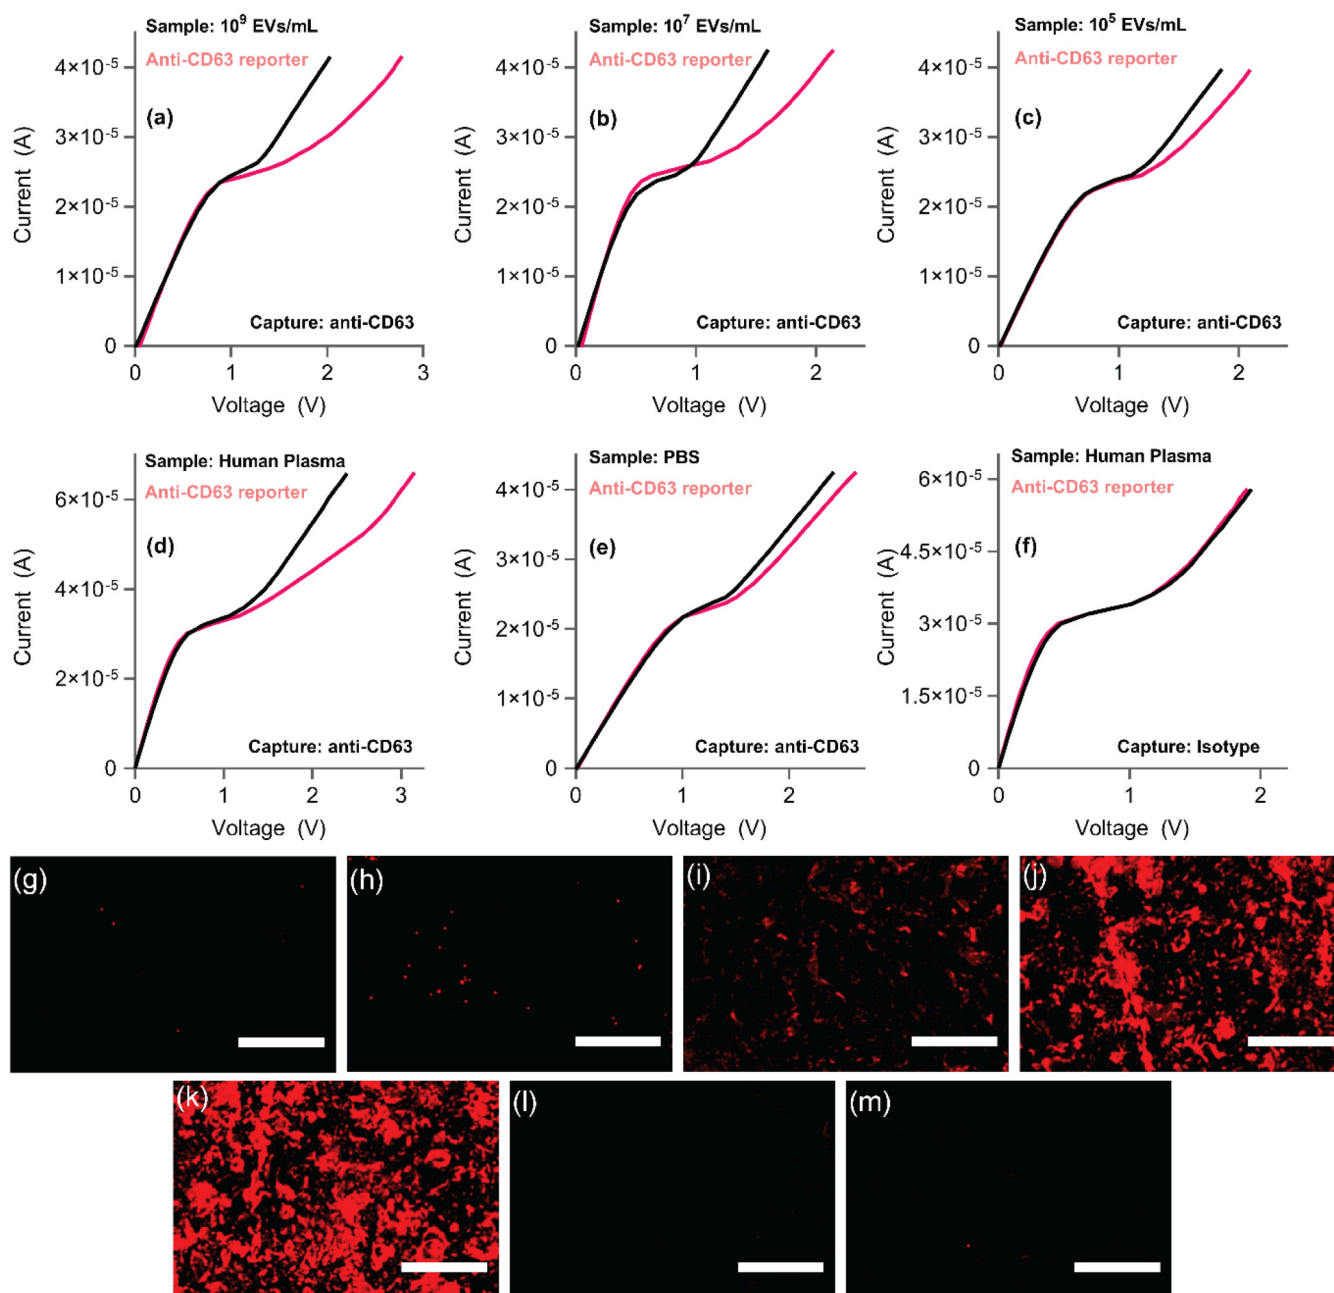 Sample: 10⁹ EVs/mL
Anti-CD63 reporter
(a)
4×10⁻⁵
3×10⁻⁵
2×10⁻⁵
1×10⁻⁵
0
Current (A)
Capture: anti-CD63
0 1 2 3
Voltage (V)
Sample: 10⁷ EVs/mL
Anti-CD63 reporter
(b)
4×10⁻⁵
3×10⁻⁵
2×10⁻⁵
1×10⁻⁵
0
Current (A)
Capture: anti-CD63
0 1 2
Voltage (V)
Sample: 10⁵ EVs/mL
Anti-CD63 reporter
(c)
4×10⁻⁵
3×10⁻⁵
2×10⁻⁵
1×10⁻⁵
0
Current (A)
Capture: anti-CD63
0 1 2
Voltage (V)
Sample: Human Plasma
Anti-CD63 reporter
(d)
6×10⁻⁵
4×10⁻⁵
2×10⁻⁵
0
Current (A)
Capture: anti-CD63
0 1 2 3
Voltage (V)
Sample: PBS
Anti-CD63 reporter
(e)
4×10⁻⁵
3×10⁻⁵
2×10⁻⁵
1×10⁻⁵
0
Current (A)
Capture: anti-CD63
0 1 2
Voltage (V)
Sample: Human Plasma
Anti-CD63 reporter
(f)
6×10⁻⁵
4.5×10⁻⁵
3×10⁻⁵
1.5×10⁻⁵
0
Current (A)
Capture: Isotype
0 1 2
Voltage (V)
(g)
(h)
(i)
(j)
(k)
(l)
(m)